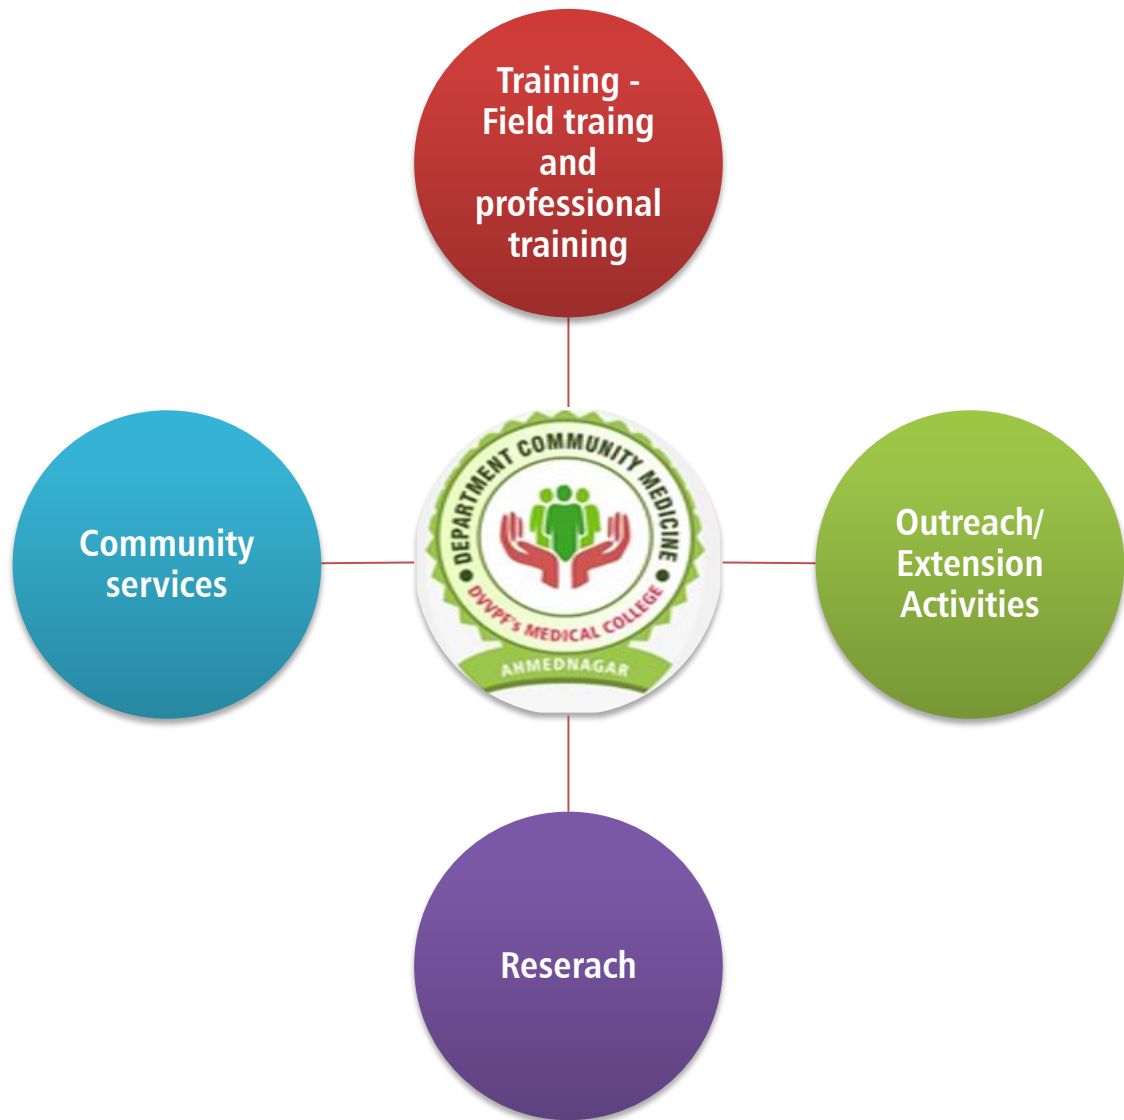 Training -
Field traing
and
professional
training
Community
services
● DEPARTMENT COMMUNITY MEDICINE ●
DVVPF's MEDICAL COLLEGE
AHMEDNAGAR
Outreach/
Extension
Activities
Reserach